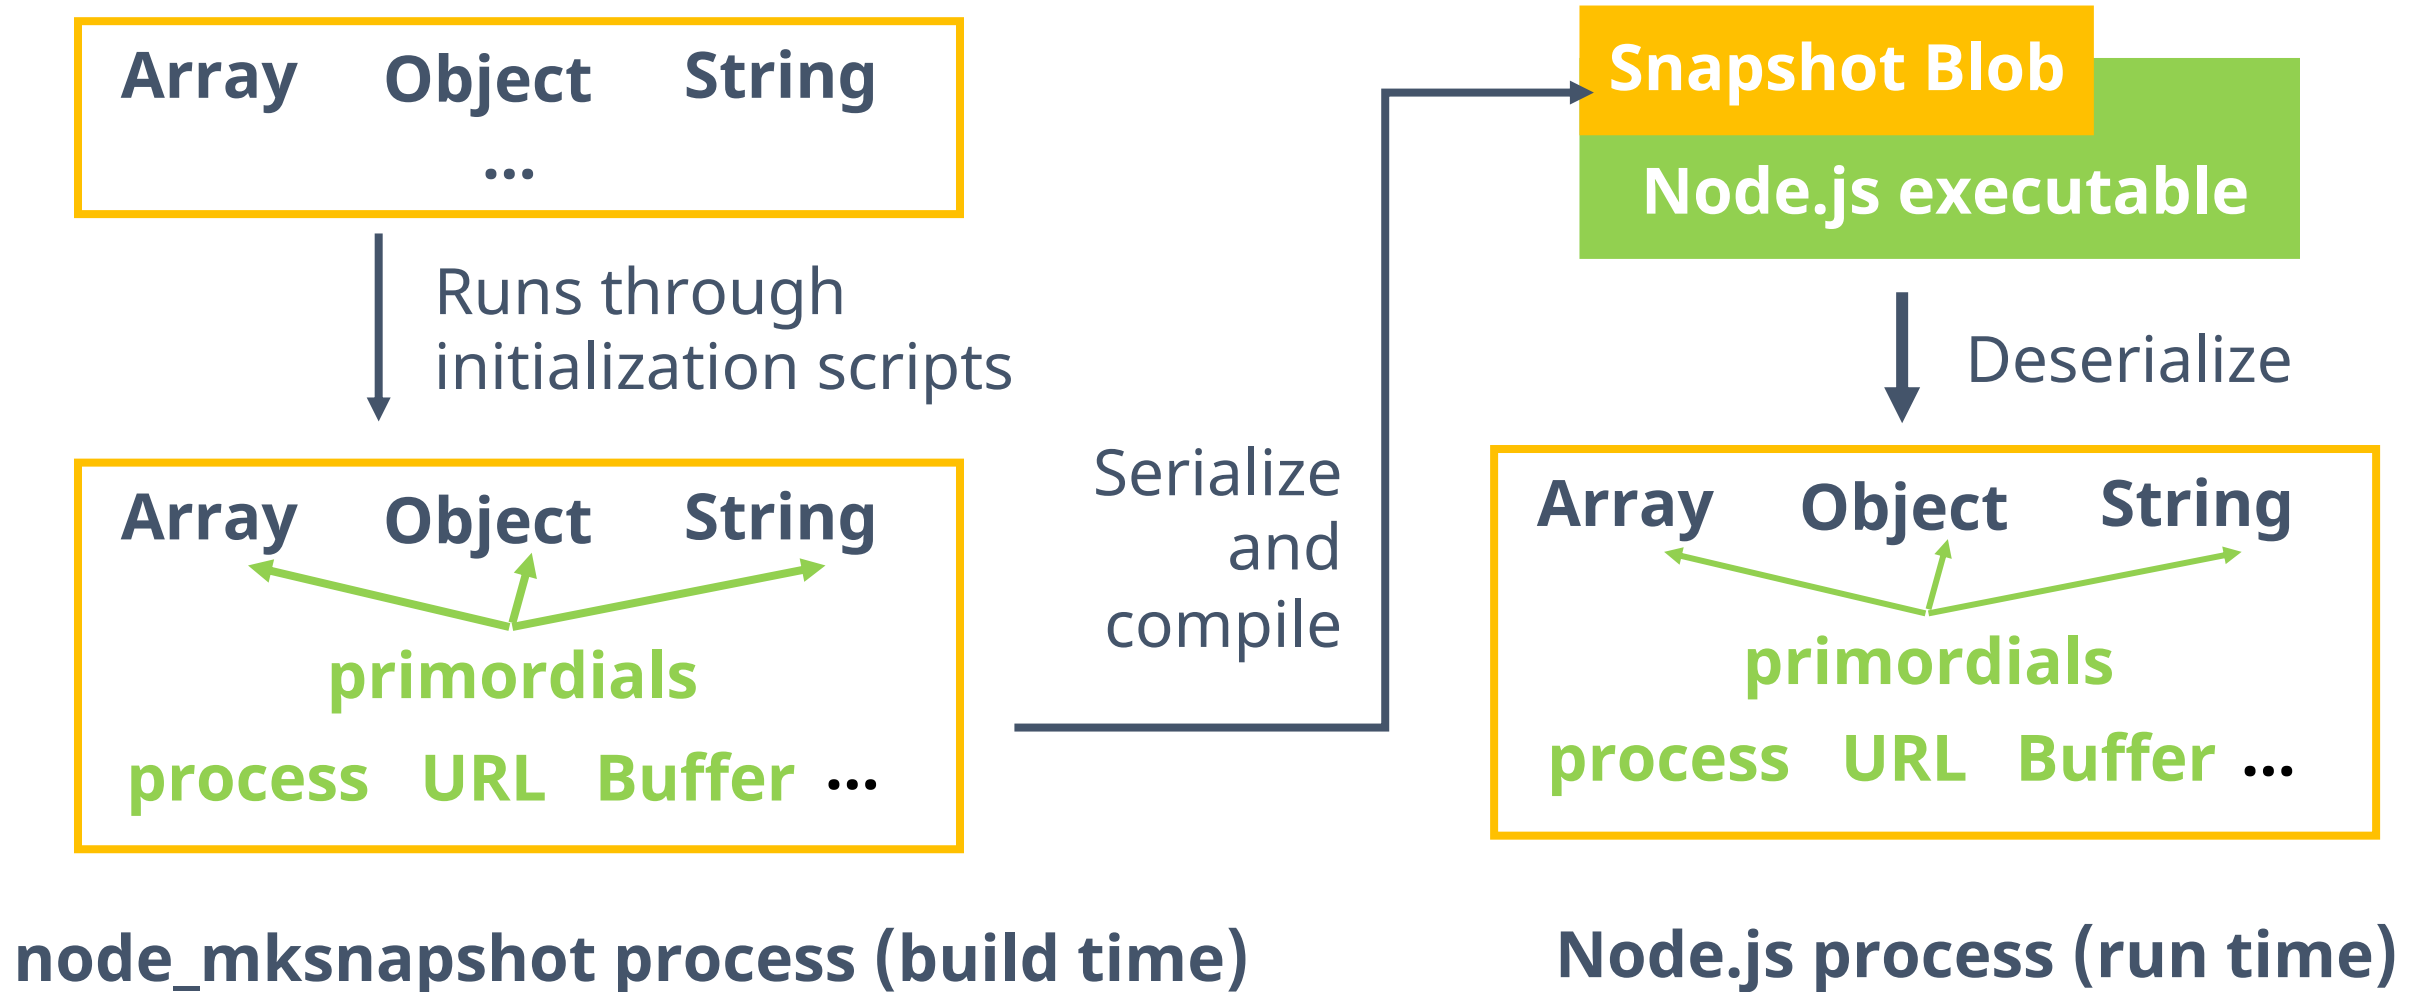 Array Object String
...
Runs through
initialization scripts
Array Object String
primordials
process URL Buffer ...
node_mksnapshot process (build time)
Serialize
and
compile
Snapshot Blob
Node.js executable
Deserialize
Array Object String
primordials
process URL Buffer ...
Node.js process (run time)